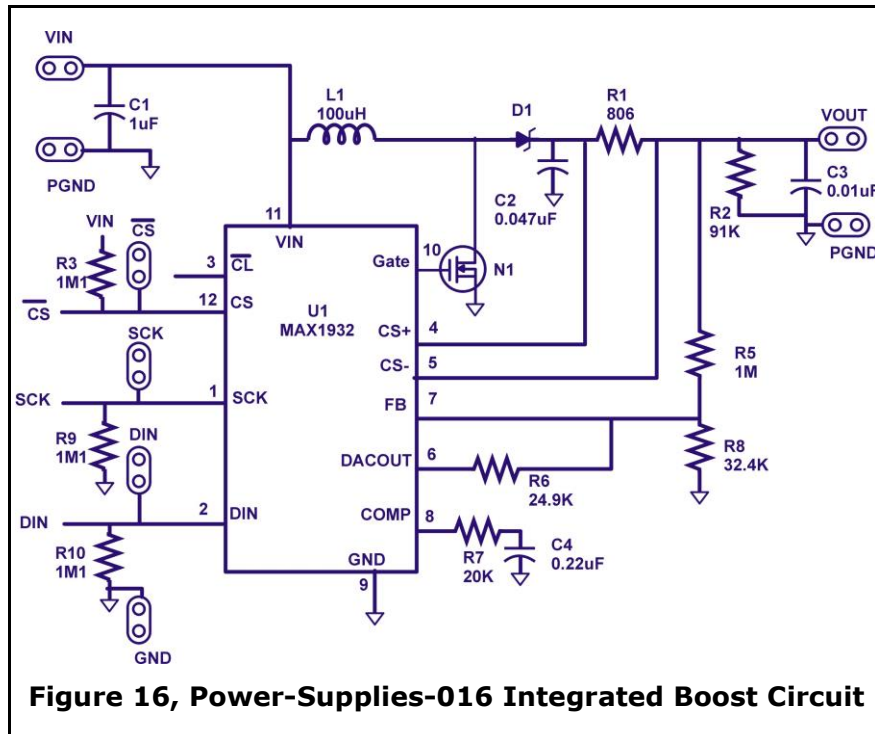 VIN
C1
1uF
PGND
L1
100uH
D1
R1
806
VOUT
C2
0.047uF
R2
91K
C3
0.01uF
PGND
VIN
CS
R3
1M1
CS
11
VIN
3
CL
12
CS
Gate
10
N1
U1
MAX1932
CS+
4
CS-
5
FB
7
R5
1M
SCK
SCK
1
SCK
R9
1M1
DIN
DACOUT
6
R6
24.9K
R8
32.4K
DIN
2
DIN
R10
1M1
COMP
8
R7
20K
C4
0.22uF
GND
9
GND
Figure 16, Power-Supplies-016 Integrated Boost Circuit